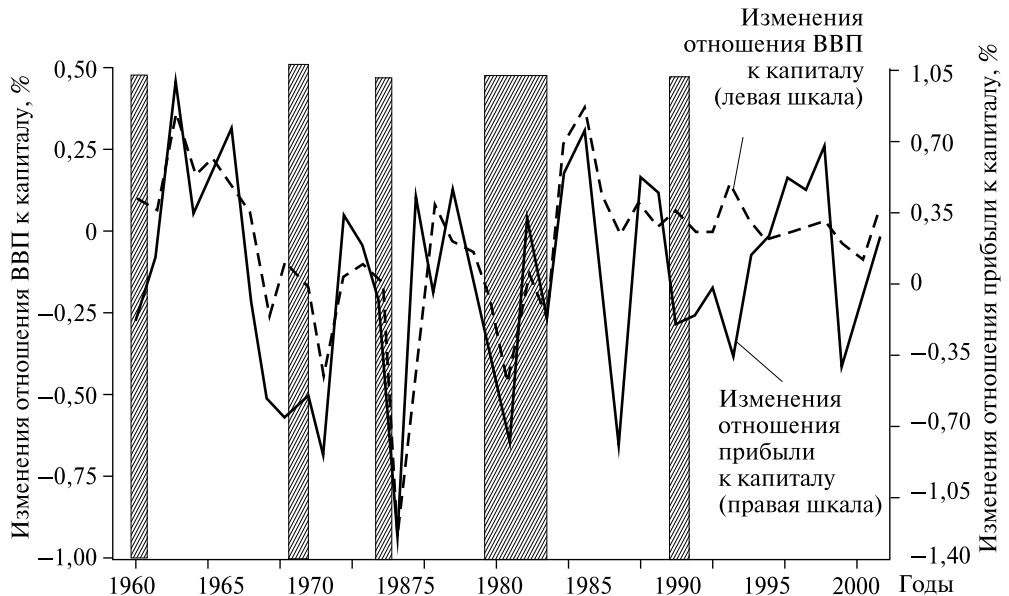 Изменения
отношения ВВП
к капиталу
(левая шкала)
Изменения отношения ВВП к капиталу, %
0,50
0,25
0
–0,25
–0,50
–0,75
–1,00
1,05
0,70
0,35
0
–0,35
–0,70
–1,05
–1,40
Изменения отношения прибыли к капиталу, %
Изменения
отношения
прибыли
к капиталу
(правая шкала)
1960 1965 1970 19875 1980 1985 1990 1995 2000 Годы